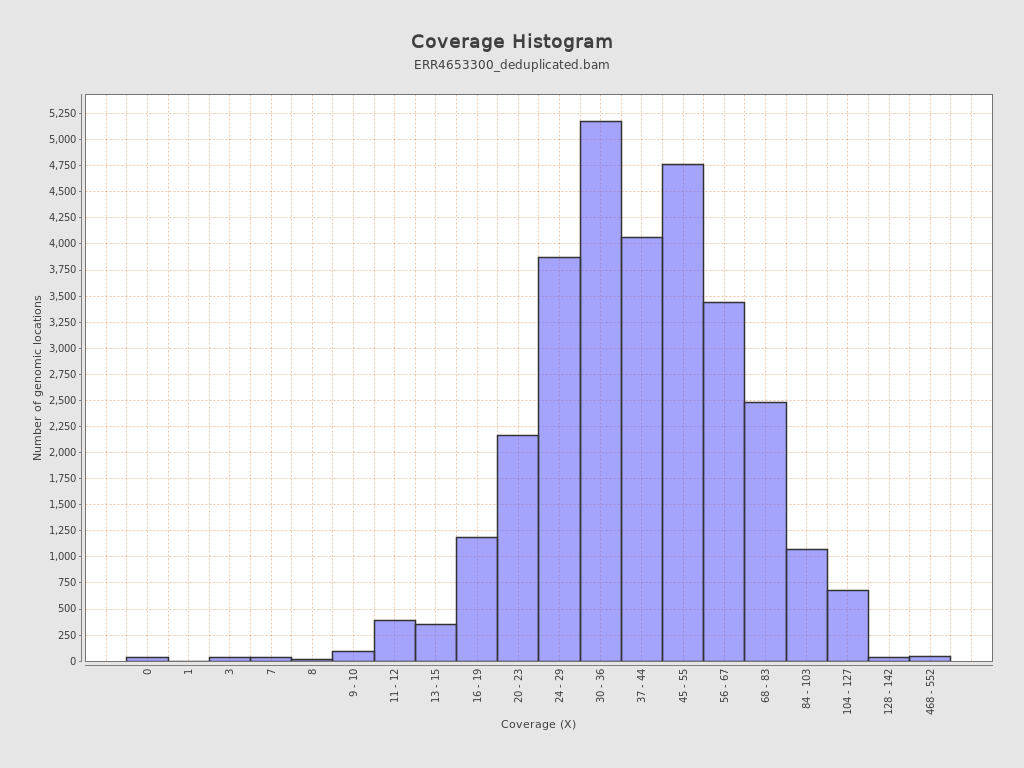 Coverage Histogram
ERR4653300_deduplicated.bam
Number of genomic locations
5,250
5,000
4,750
4,500
4,250
4,000
3,750
3,500
3,250
3,000
2,750
2,500
2,250
2,000
1,750
1,500
1,250
1,000
750
500
250
0
0
1
3
7
8
9 - 10
11 - 12
13 - 15
16 - 19
20 - 23
24 - 29
30 - 36
37 - 44
45 - 55
56 - 67
68 - 83
84 - 103
104 - 127
128 - 142
468 - 552
Coverage (X)